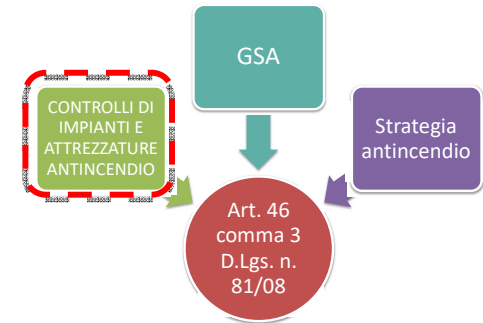 GSA
CONTROLLI DI
IMPIANTI E
ATTREZZATURE
ANTINCENDIO
Strategia
antincendio
Art. 46
comma 3
D.Lgs. n.
81/08